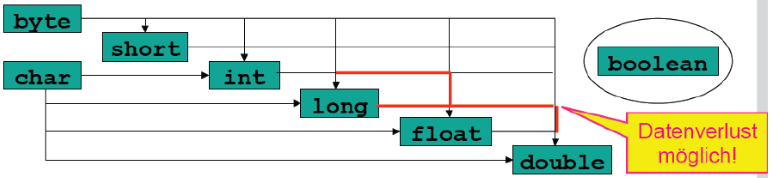 byte
short
boolean
char
int
long
Datenverlust
float
möglich!
double